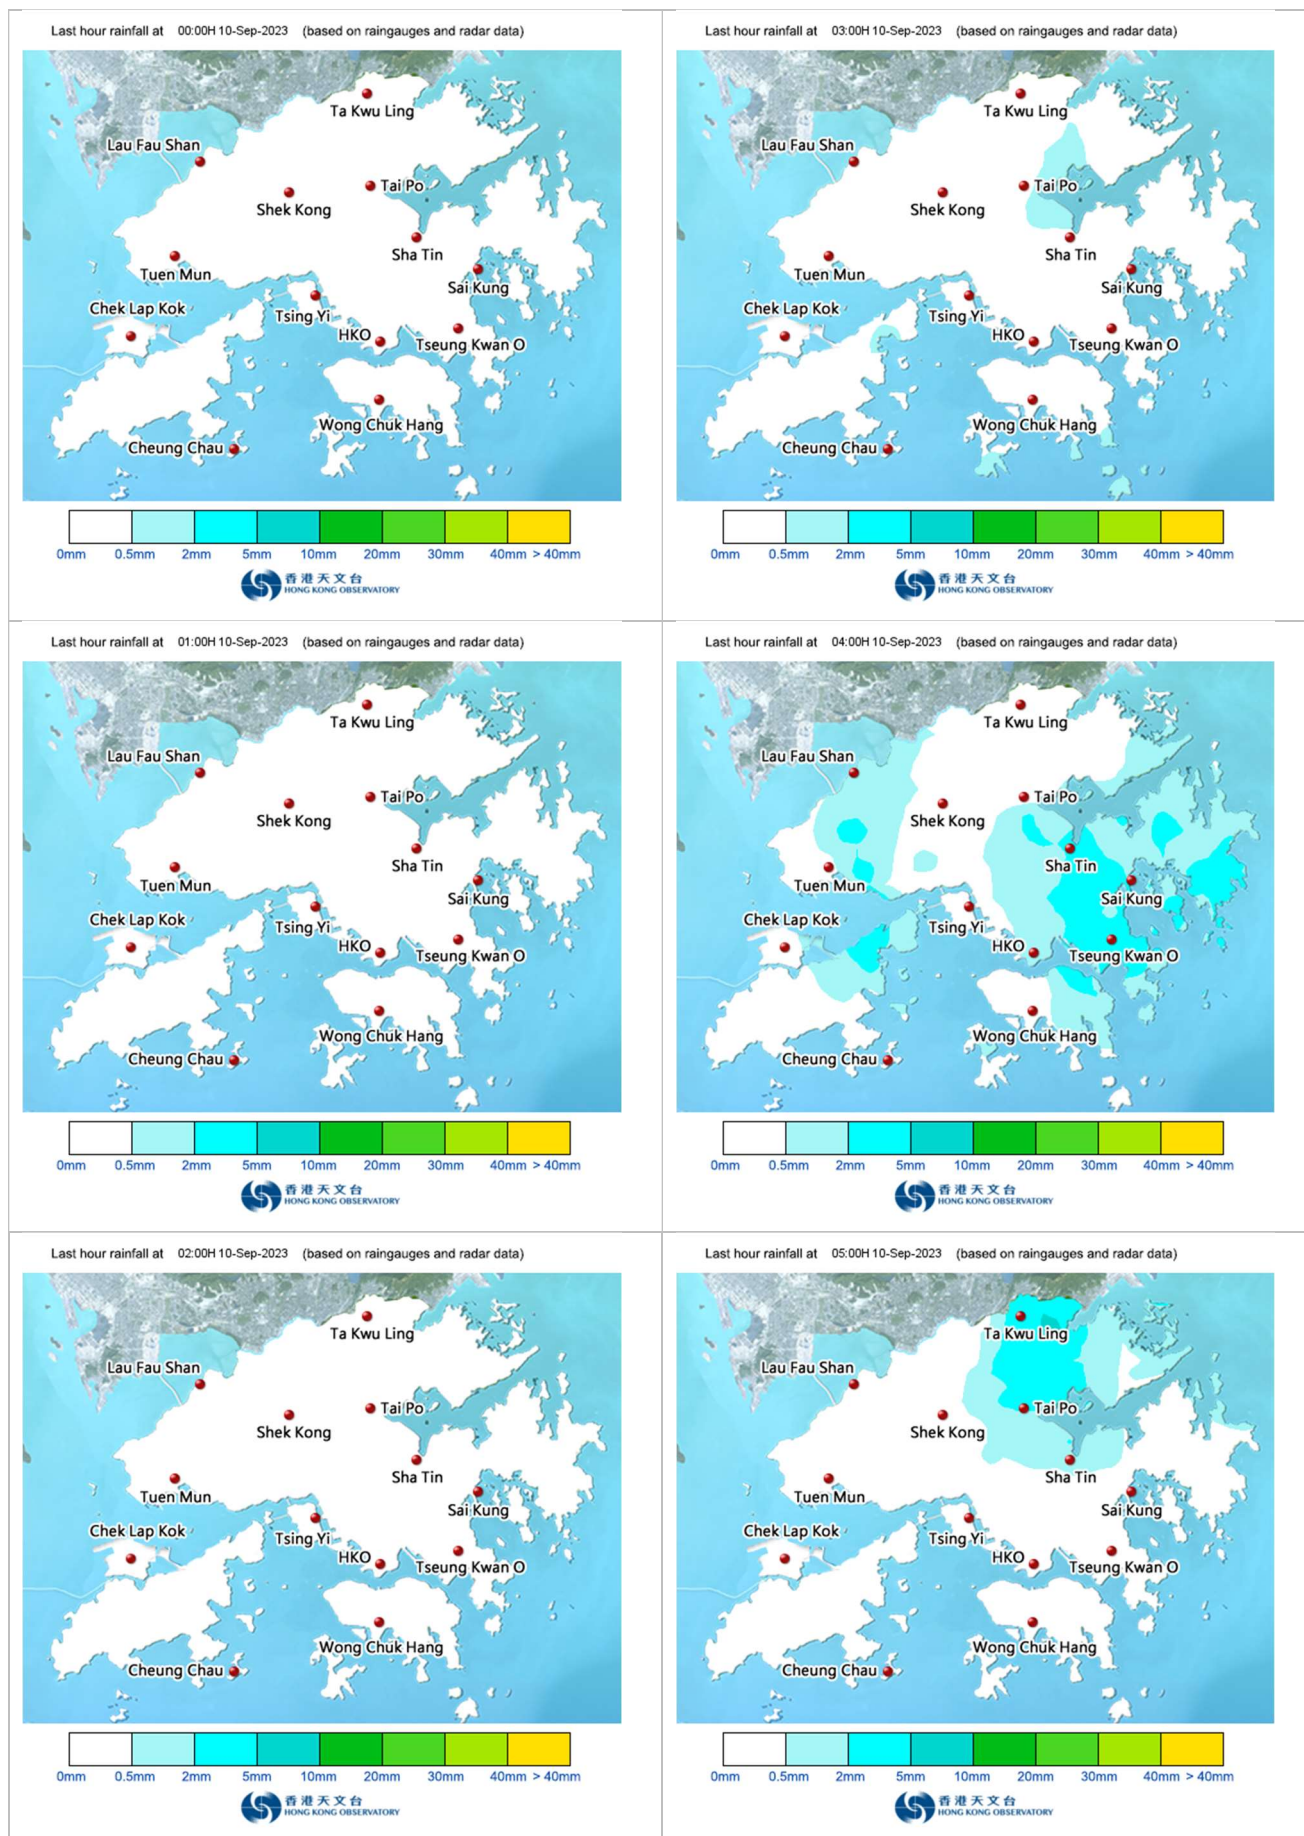 Last hour rainfall at 00:00H 10-Sep-2023 (based on raingauges and radar data)
Ta Kwu Ling
Lau Fau Shan
Tai Po
Shek Kong
Sha Tin
Tuen Mun
Sai Kung
Chek Lap Kok
Tsing Yi
HKO
Tseung Kwan O
Wong Chuk Hang
Cheung Chau
0mm 0.5mm 2mm 5mm 10mm 20mm 30mm 40mm > 40mm
香港天文台
HONG KONG OBSERVATORY
Last hour rainfall at 03:00H 10-Sep-2023 (based on raingauges and radar data)
Ta Kwu Ling
Lau Fau Shan
Tai Po
Shek Kong
Sha Tin
Tuen Mun
Sai Kung
Chek Lap Kok
Tsing Yi
HKO
Tseung Kwan O
Wong Chuk Hang
Cheung Chau
0mm 0.5mm 2mm 5mm 10mm 20mm 30mm 40mm > 40mm
香港天文台
HONG KONG OBSERVATORY
Last hour rainfall at 01:00H 10-Sep-2023 (based on raingauges and radar data)
Ta Kwu Ling
Lau Fau Shan
Tai Po
Shek Kong
Sha Tin
Tuen Mun
Sai Kung
Chek Lap Kok
Tsing Yi
HKO
Tseung Kwan O
Wong Chuk Hang
Cheung Chau
0mm 0.5mm 2mm 5mm 10mm 20mm 30mm 40mm > 40mm
香港天文台
HONG KONG OBSERVATORY
Last hour rainfall at 04:00H 10-Sep-2023 (based on raingauges and radar data)
Ta Kwu Ling
Lau Fau Shan
Tai Po
Shek Kong
Sha Tin
Tuen Mun
Sai Kung
Chek Lap Kok
Tsing Yi
HKO
Tseung Kwan O
Wong Chuk Hang
Cheung Chau
0mm 0.5mm 2mm 5mm 10mm 20mm 30mm 40mm > 40mm
香港天文台
HONG KONG OBSERVATORY
Last hour rainfall at 02:00H 10-Sep-2023 (based on raingauges and radar data)
Ta Kwu Ling
Lau Fau Shan
Tai Po
Shek Kong
Sha Tin
Tuen Mun
Sai Kung
Chek Lap Kok
Tsing Yi
HKO
Tseung Kwan O
Wong Chuk Hang
Cheung Chau
0mm 0.5mm 2mm 5mm 10mm 20mm 30mm 40mm > 40mm
香港天文台
HONG KONG OBSERVATORY
Last hour rainfall at 05:00H 10-Sep-2023 (based on raingauges and radar data)
Ta Kwu Ling
Lau Fau Shan
Tai Po
Shek Kong
Sha Tin
Tuen Mun
Sai Kung
Chek Lap Kok
Tsing Yi
HKO
Tseung Kwan O
Wong Chuk Hang
Cheung Chau
0mm 0.5mm 2mm 5mm 10mm 20mm 30mm 40mm > 40mm
香港天文台
HONG KONG OBSERVATORY